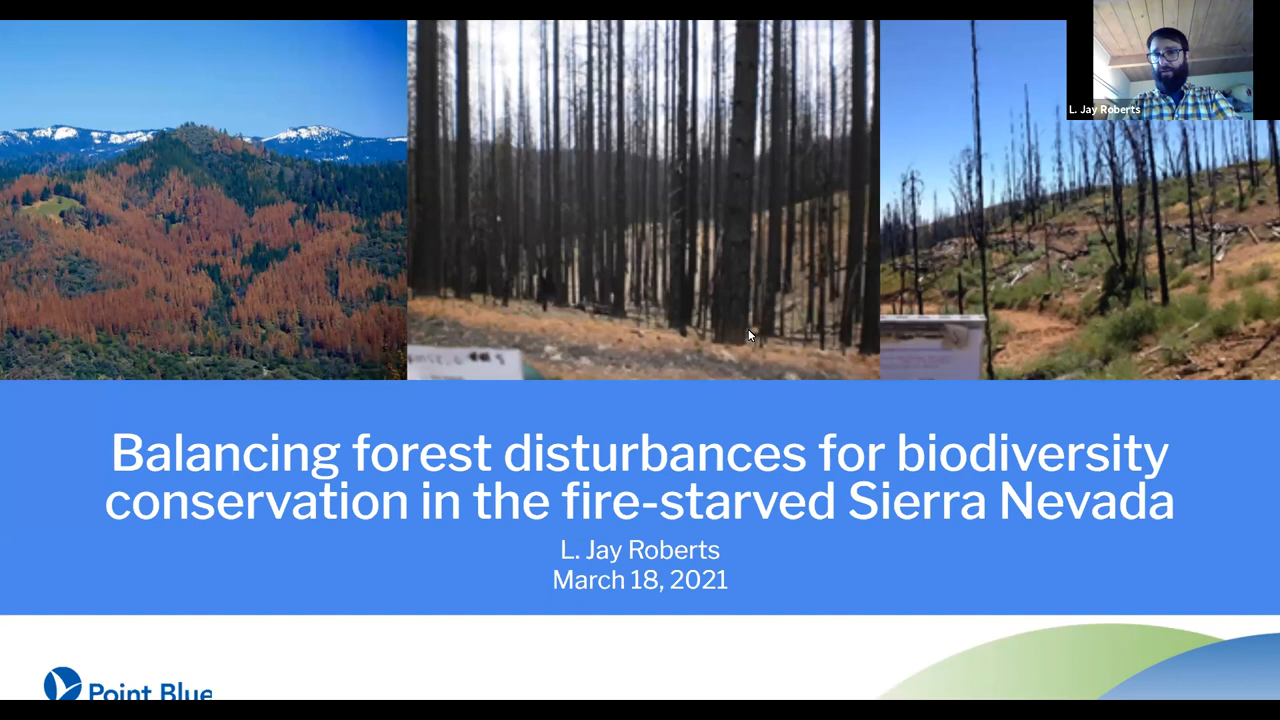 L. Jay Roberts
Balancing forest disturbances for biodiversity
conservation in the fire-starved Sierra Nevada
L. Jay Roberts
March 18, 2021
Point Blue